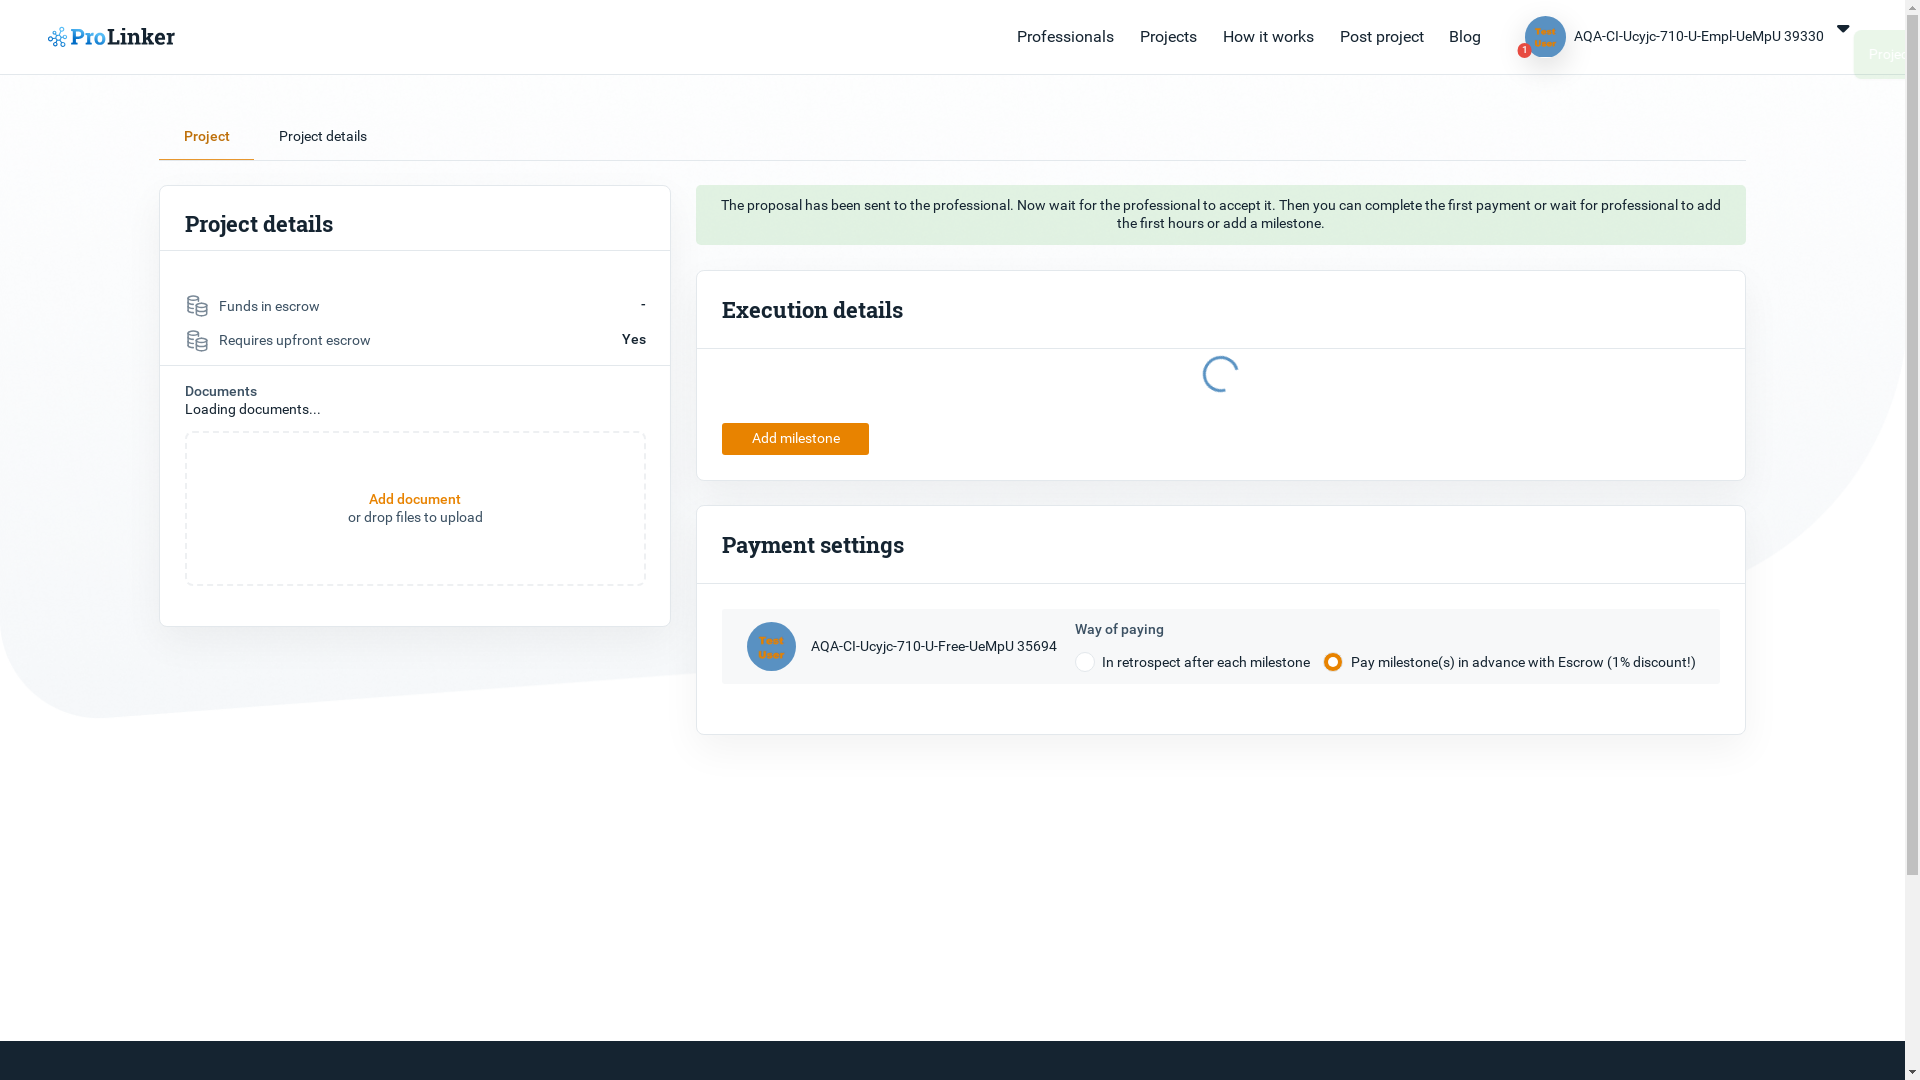 ProLinker
Professionals
Projects
How it works
Post project
Blog
1
Test
User
AQA-CI-Ucyjc-710-U-Empl-UeMpU 39330
Project
Project details
Project details
Funds in escrow
-
Requires upfront escrow
Yes
Documents
Loading documents...
Add document
or drop files to upload
The proposal has been sent to the professional. Now wait for the professional to accept it. Then you can complete the first payment or wait for professional to add
the first hours or add a milestone.
Execution details
Add milestone
Payment settings
Test
User
AQA-CI-Ucyjc-710-U-Free-UeMpU 35694
Way of paying
In retrospect after each milestone
Pay milestone(s) in advance with Escrow (1% discount!)